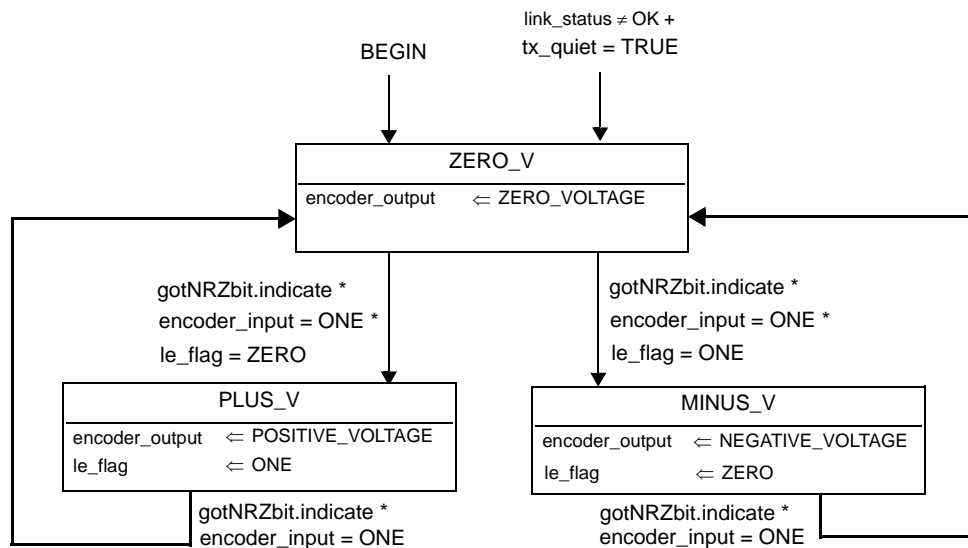 link_status ≠ OK +
BEGIN
tx_quiet = TRUE
ZERO_V
encoder_output ⇐ ZERO_VOLTAGE
gotNRZbit.indicate *
encoder_input = ONE *
le_flag = ZERO
gotNRZbit.indicate *
encoder_input = ONE *
le_flag = ONE
PLUS_V
encoder_output ⇐ POSITIVE_VOLTAGE
le_flag ⇐ ONE
MINUS_V
encoder_output ⇐ NEGATIVE_VOLTAGE
le_flag ⇐ ZERO
gotNRZbit.indicate *
encoder_input = ONE
gotNRZbit.indicate *
encoder_input = ONE